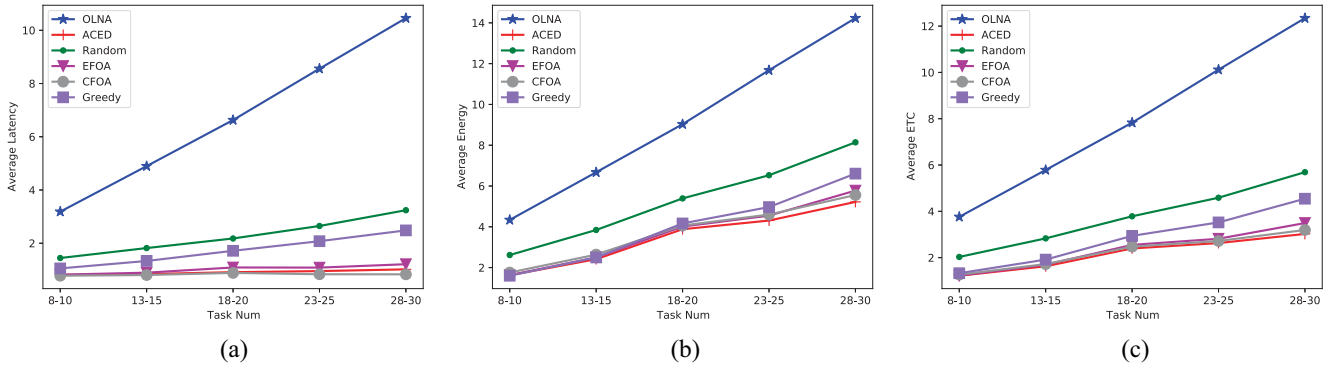 OLNA
ACED
Random
EFOA
CFOA
Greedy
10
8
6
4
2
Average Latency
8-10 13-15 18-20 23-25 28-30
Task Num
(a)
OLNA
ACED
Random
EFOA
CFOA
Greedy
14
12
10
8
6
4
2
Average Energy
8-10 13-15 18-20 23-25 28-30
Task Num
(b)
OLNA
ACED
Random
EFOA
CFOA
Greedy
12
10
8
6
4
2
Average ETC
8-10 13-15 18-20 23-25 28-30
Task Num
(c)